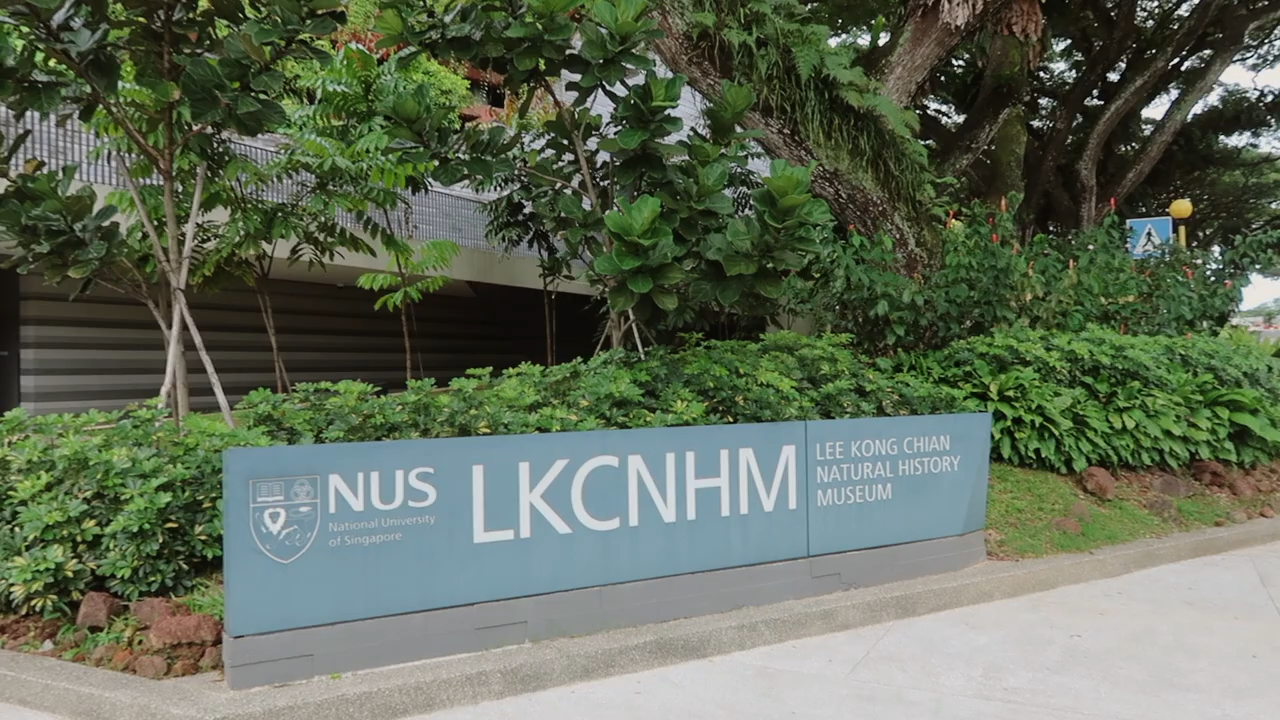 NUS
National University
of Singapore
LKCNHM
LEE KONG CHIAN
NATURAL HISTORY
MUSEUM